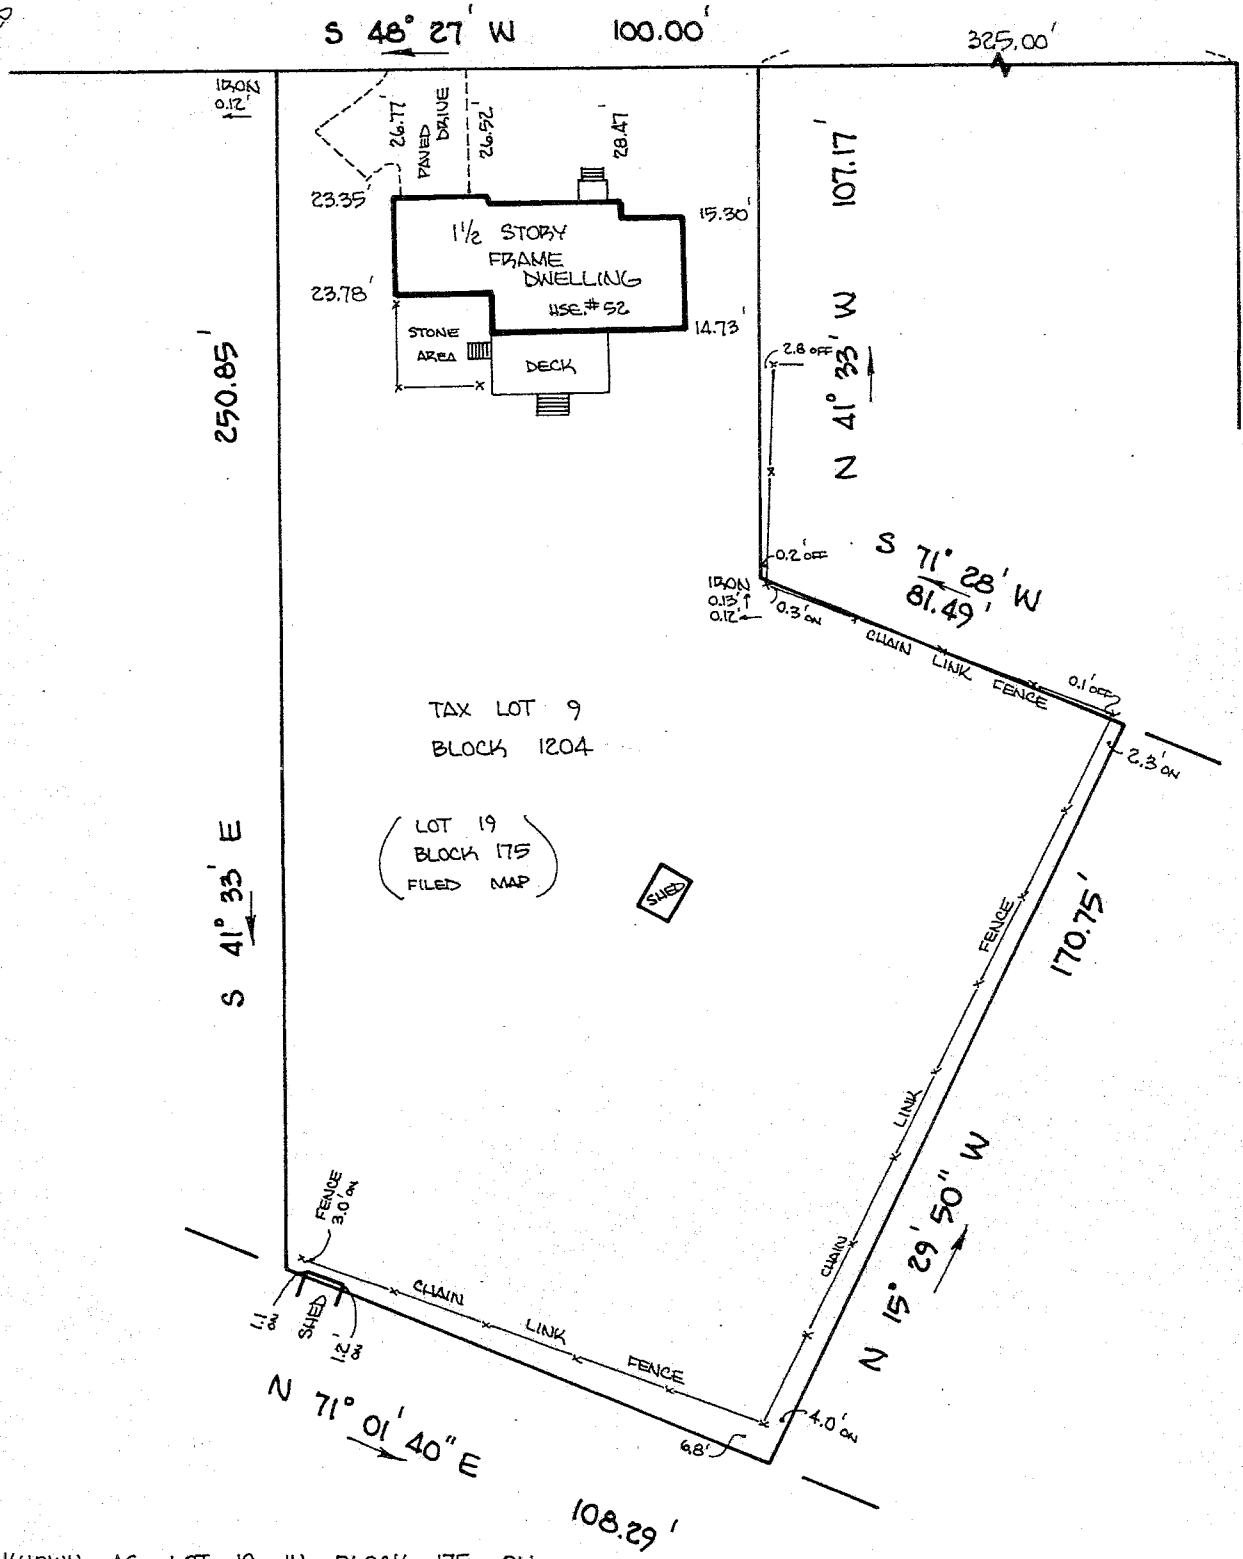 S 48° 27' W 100.00'
325.00'
IRON
0.12'
26.77'
PAVED
DRIVE
26.52'
28.47'
107.17'
N 41° 33' W
23.35'
15.30'
1 1/2 STORY
FRAME
DWELLING
HSE.# 52
23.78'
14.73'
STONE
AREA
DECK
2.8 OFF
250.85'
S 41° 33' E
0.2' OFF
IRON
0.13'
0.12'
0.3' ON
S 71° 28' W
81.49'
CHAIN LINK FENCE
0.1' OFF
2.3' ON
TAX LOT 9
BLOCK 1204
LOT 19
BLOCK 175
FILED MAP
SHED
FENCE
LINK
CHAIN
170.75'
N 15° 29' 50" W
FENCE
3.0' ON
CHAIN LINK FENCE
1.1 ON
SHED
1.2' ON
6.8'
4.0' ON
N 71° 01' 40" E
108.29'